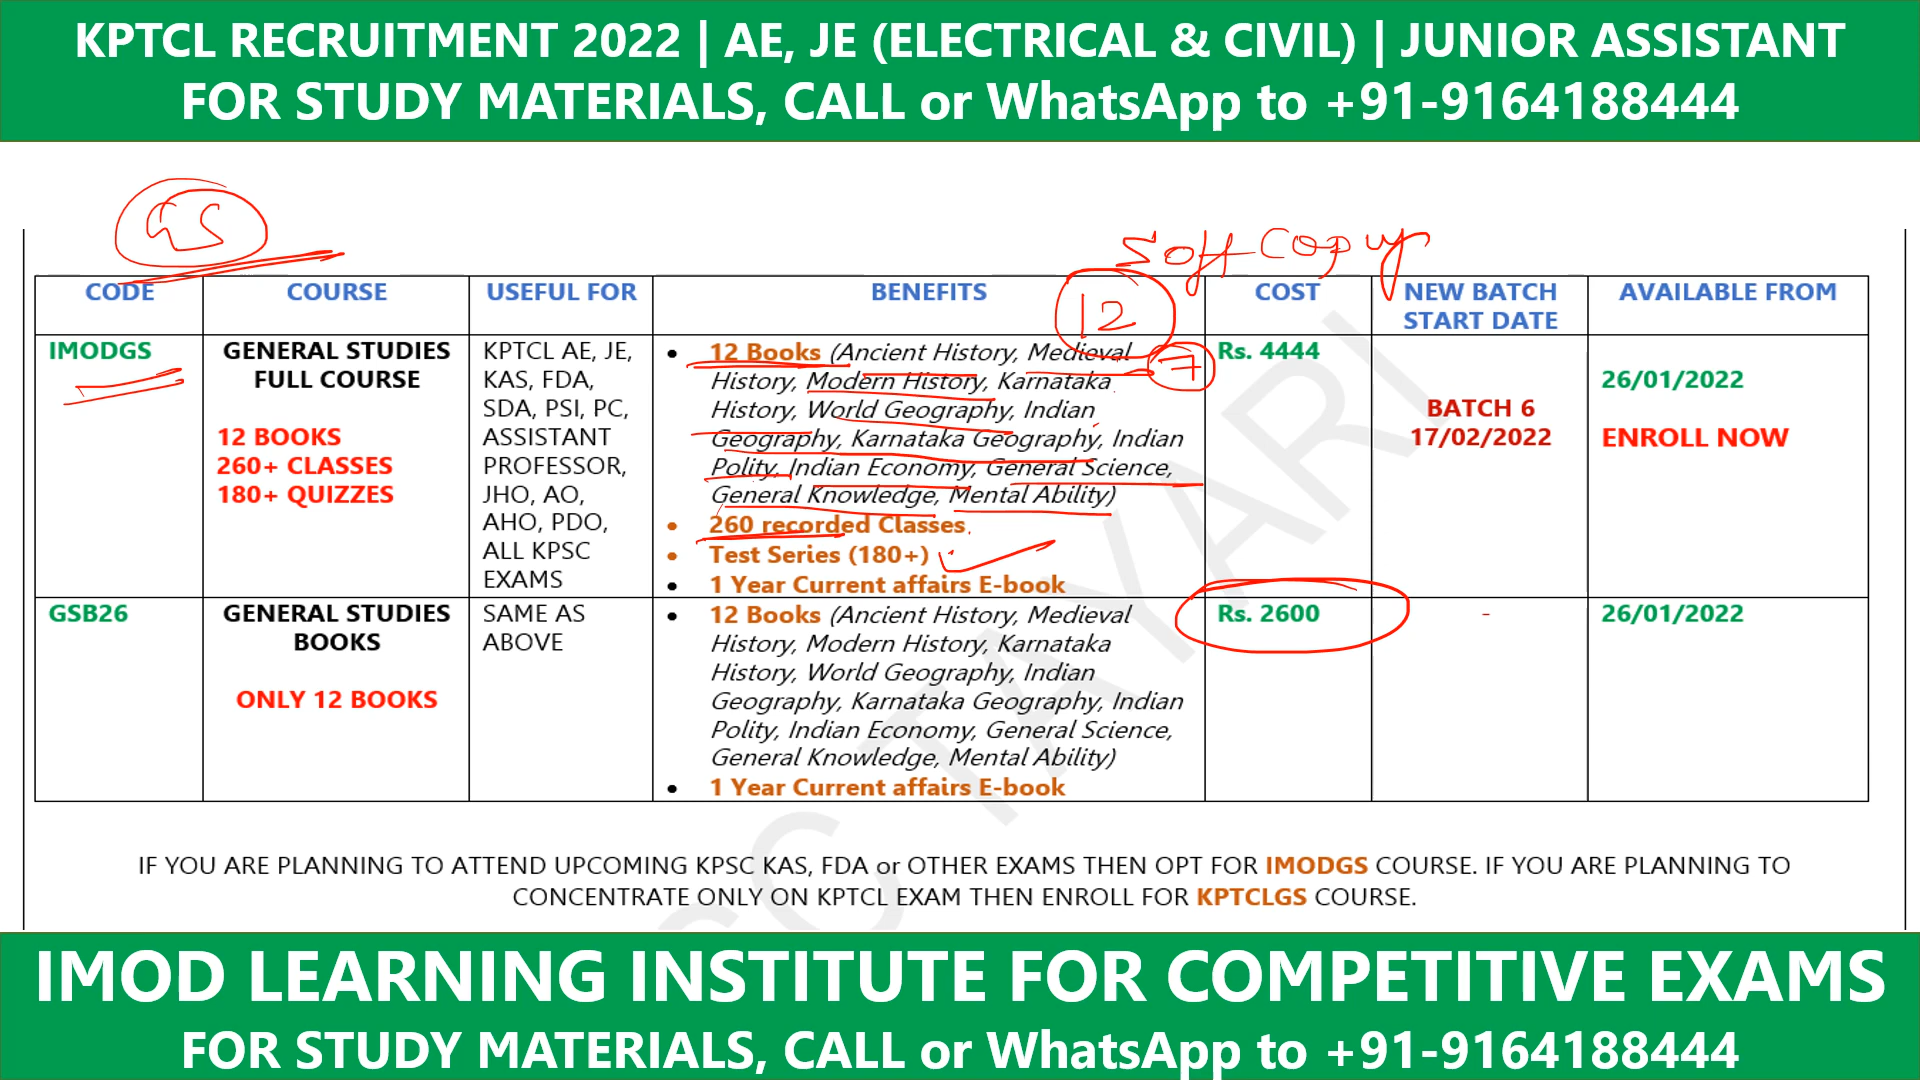 KPTCL RECRUITMENT 2022 | AE, JE (ELECTRICAL & CIVIL) | JUNIOR ASSISTANT
FOR STUDY MATERIALS, CALL or WhatsApp to +91-9164188444
GS
Soff Copy
12
7
CODE
COURSE
USEFUL FOR
BENEFITS
COST
NEW BATCH
START DATE
AVAILABLE FROM
IMODGS
GENERAL STUDIES
FULL COURSE
12 BOOKS
260+ CLASSES
180+ QUIZZES
KPTCL AE, JE,
KAS, FDA,
SDA, PSI, PC,
ASSISTANT
PROFESSOR,
JHO, AO,
AHO, PDO,
ALL KPSC
EXAMS
• 12 Books (Ancient History, Medieval
History, Modern History, Karnataka
History, World Geography, Indian
Geography, Karnataka Geography, Indian
Polity, Indian Economy, General Science,
General Knowledge, Mental Ability)
• 260 recorded Classes
• Test Series (180+)
• 1 Year Current affairs E-book
Rs. 4444
BATCH 6
17/02/2022
26/01/2022
ENROLL NOW
GSB26
GENERAL STUDIES
BOOKS
ONLY 12 BOOKS
SAME AS
ABOVE
• 12 Books (Ancient History, Medieval
History, Modern History, Karnataka
History, World Geography, Indian
Geography, Karnataka Geography, Indian
Polity, Indian Economy, General Science,
General Knowledge, Mental Ability)
• 1 Year Current affairs E-book
Rs. 2600
-
26/01/2022
IF YOU ARE PLANNING TO ATTEND UPCOMING KPSC KAS, FDA or OTHER EXAMS THEN OPT FOR IMODGS COURSE. IF YOU ARE PLANNING TO
CONCENTRATE ONLY ON KPTCL EXAM THEN ENROLL FOR KPTCLGS COURSE.
C TAYARI
IMOD LEARNING INSTITUTE FOR COMPETITIVE EXAMS
FOR STUDY MATERIALS, CALL or WhatsApp to +91-9164188444